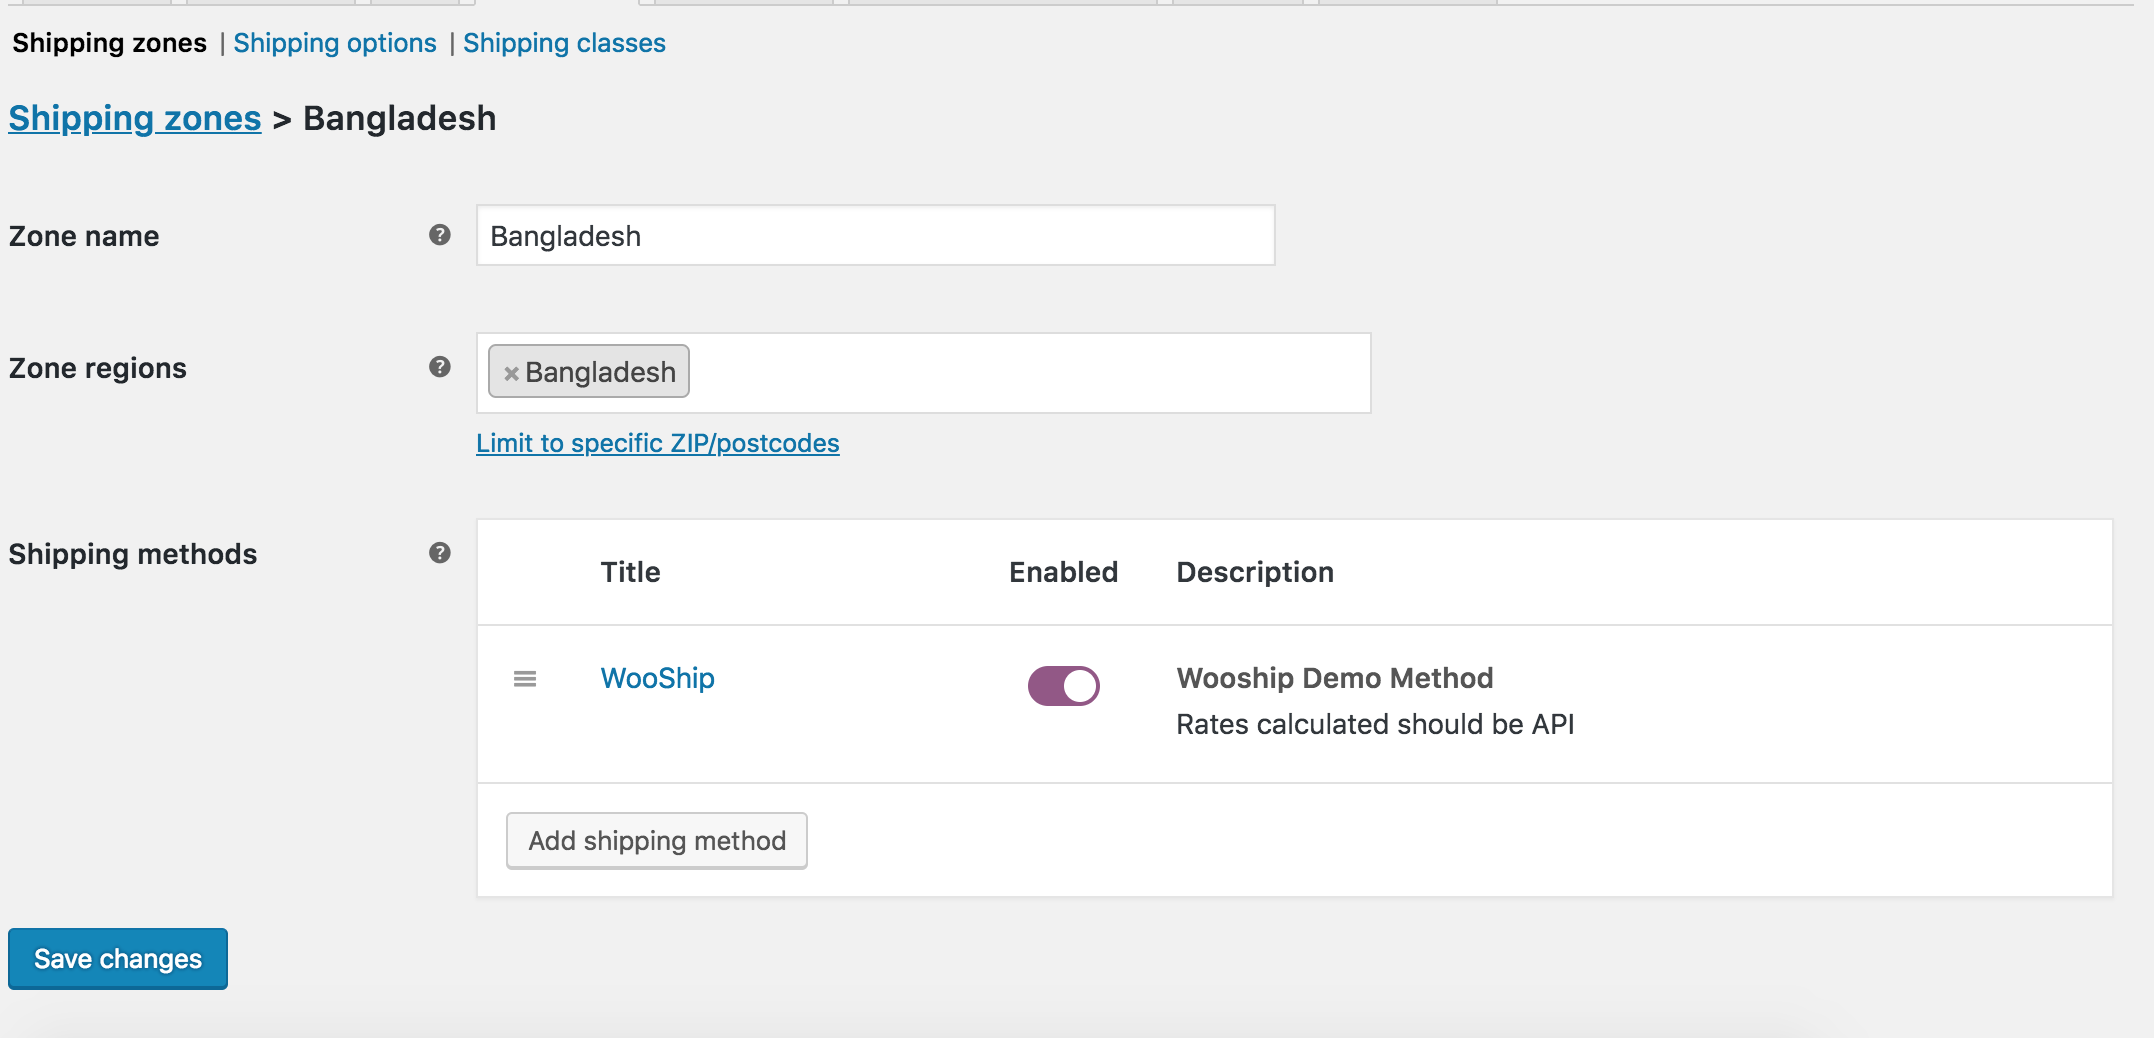 Shipping zones | Shipping options | Shipping classes
Shipping zones > Bangladesh
Zone name ? Bangladesh
Zone regions ? × Bangladesh
Limit to specific ZIP/postcodes
Shipping methods ?
Title Enabled Description
WooShip Wooship Demo Method
Rates calculated should be API
Add shipping method
Save changes